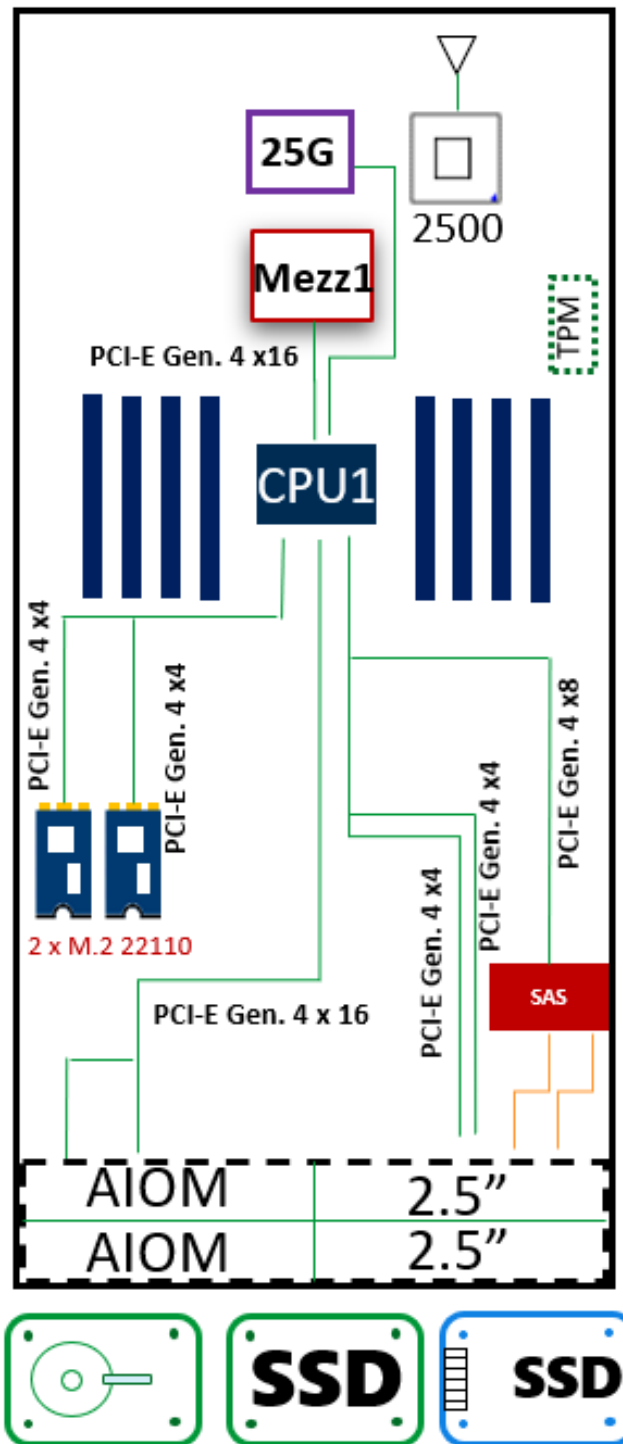 25G
2500
Mezz1
TPM
PCI-E Gen. 4 x16
CPU1
PCI-E Gen. 4 x4
PCI-E Gen. 4 x4
PCI-E Gen. 4 x8
PCI-E Gen. 4 x4
PCI-E Gen. 4 x4
2 x M.2 22110
SAS
PCI-E Gen. 4 x 16
AIOM
2.5”
AIOM
2.5”
SSD
SSD